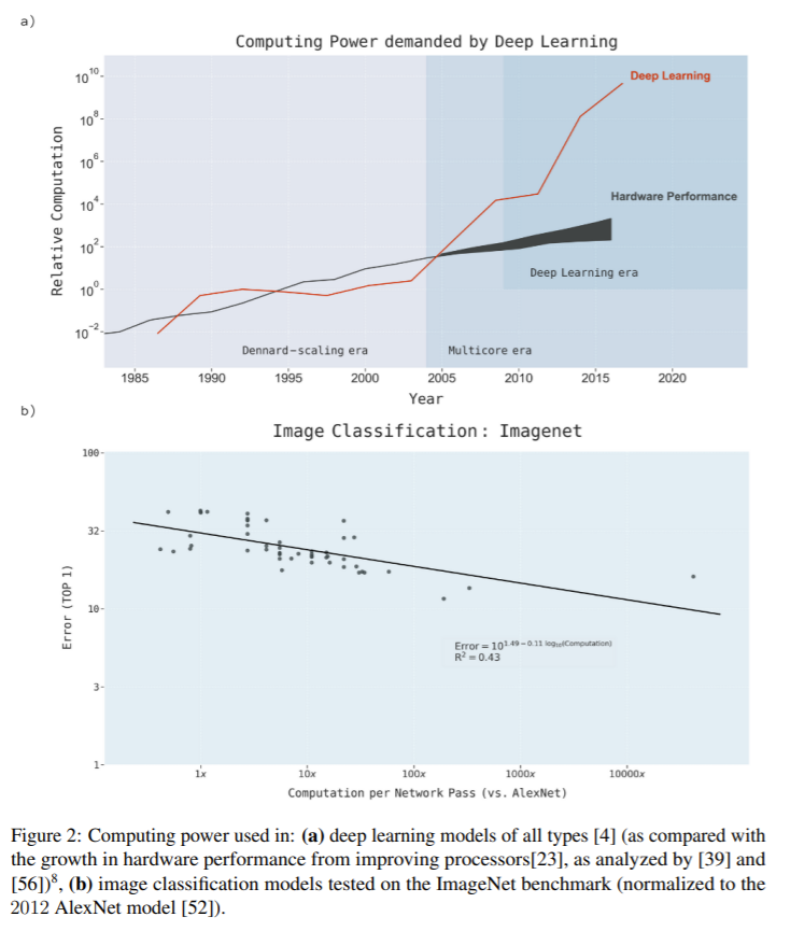 a)
Computing Power demanded by Deep Learning
Relative Computation
10^10
10^8
10^6
10^4
10^2
10^0
10^-2
Deep Learning
Hardware Performance
Deep Learning era
Dennard-scaling era
Multicore era
1985 1990 1995 2000 2005 2010 2015 2020
Year
b)
Image Classification: Imagenet
Error (TOP 1)
100
32
10
3
1
Error = 10^1.49−0.11 log₁₀(Computation)
R² = 0.43
1x 10x 100x 1000x 10000x
Computation per Network Pass (vs. AlexNet)
Figure 2: Computing power used in: (a) deep learning models of all types [4] (as compared with
the growth in hardware performance from improving processors[23], as analyzed by [39] and
[56])⁸, (b) image classification models tested on the ImageNet benchmark (normalized to the
2012 AlexNet model [52]).